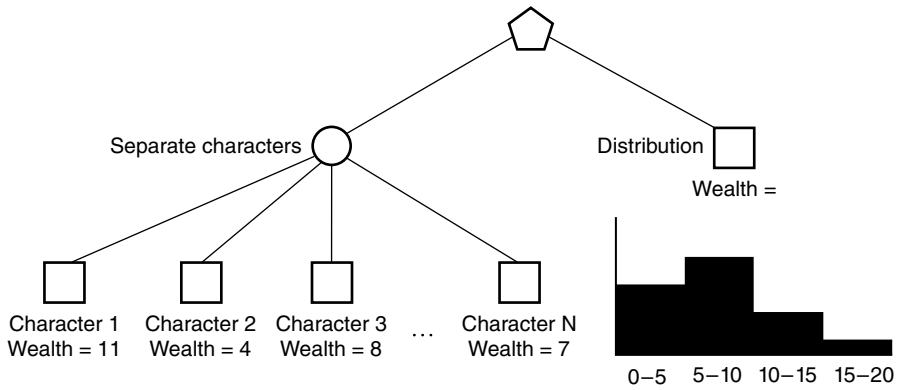 Separate characters
Distribution
Wealth =
Character 1
Wealth = 11
Character 2
Wealth = 4
Character 3
Wealth = 8
...
Character N
Wealth = 7
0–5
5–10
10–15
15–20